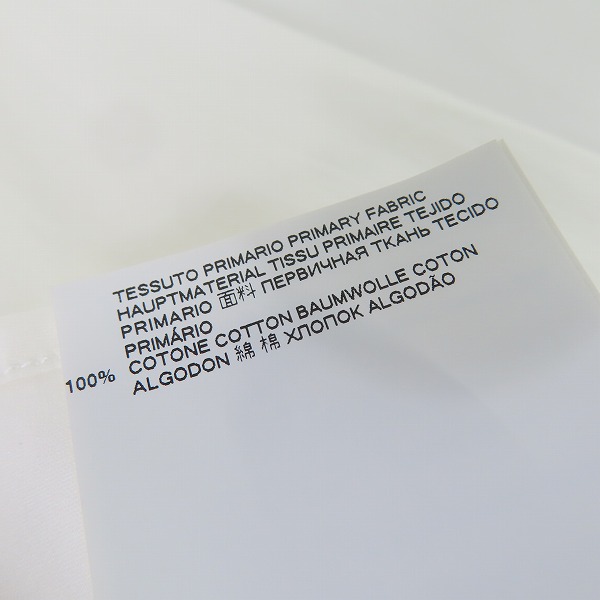 TESSUTO PRIMARIO PRIMARY FABRIC
HAUPTMATERIAL TISSU PRIMAIRE TEJIDO
PRIMARIO 面料 ПЕРВИЧНАЯ ТКАНЬ TECIDO
PRIMÁRIO
100% COTONE COTTON BAUMWOLLE COTON
ALGODON 綿 棉 ХЛОПОК ALGODÃO